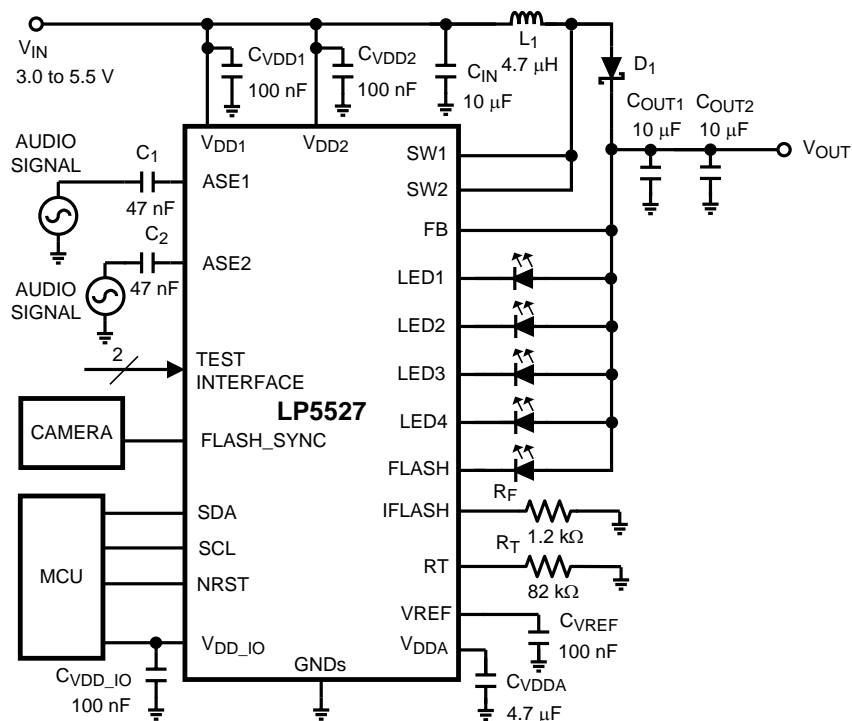 V_IN
3.0 to 5.5 V
C_VDD1
100 nF
C_VDD2
100 nF
C_IN
10 μF
L_1
4.7 μH
D_1
C_OUT1
10 μF
C_OUT2
10 μF
V_OUT
V_DD1
V_DD2
AUDIO
SIGNAL
C_1
47 nF
ASE1
C_2
47 nF
ASE2
AUDIO
SIGNAL
2
TEST
INTERFACE
LP5527
CAMERA
FLASH_SYNC
MCU
SDA
SCL
NRST
V_DD_IO
C_VDD_IO
100 nF
GNDs
SW1
SW2
FB
LED1
LED2
LED3
LED4
FLASH
IFLASH
R_F
1.2 kΩ
RT
R_T
82 kΩ
VREF
C_VREF
100 nF
V_DDA
C_VDDA
4.7 μF